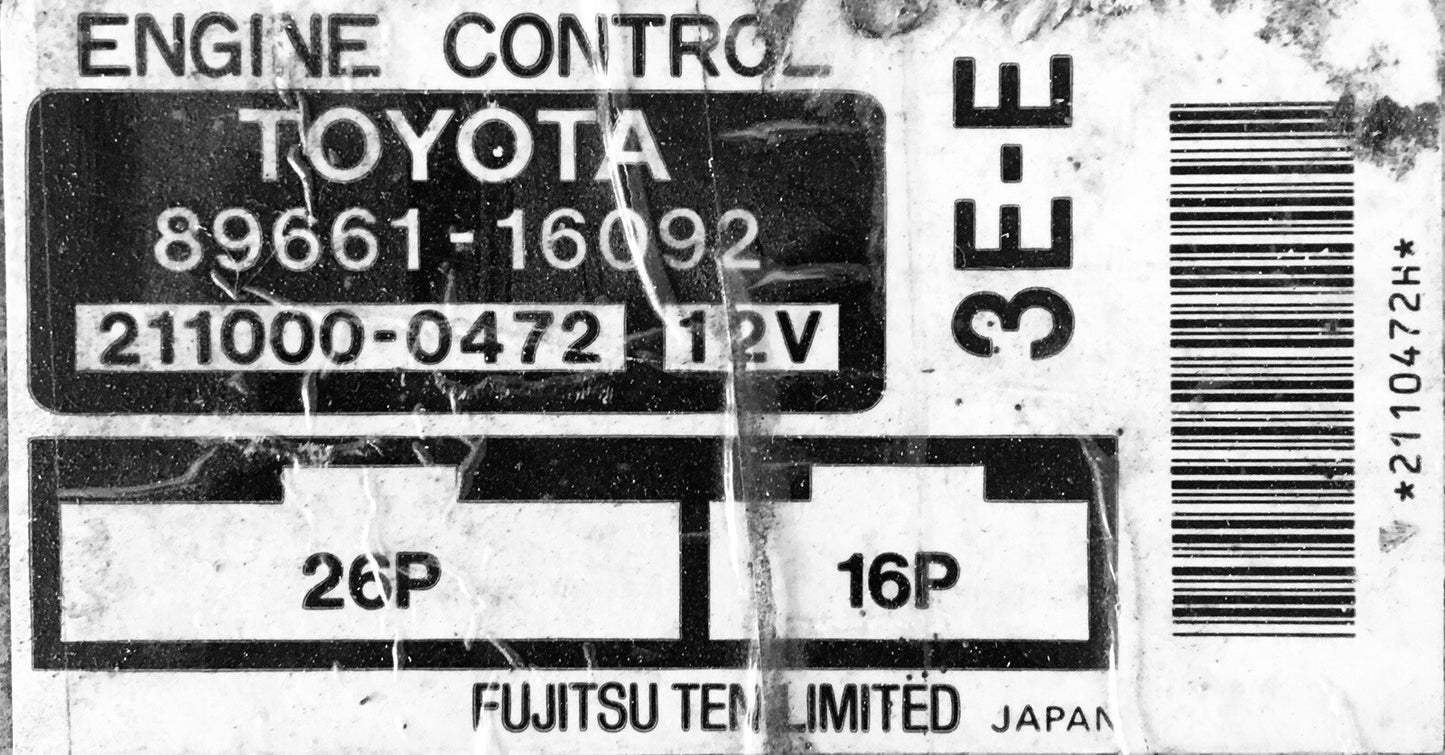 ENGINE CONTROL
TOYOTA
89661-16092
211000-0472 12V
3E-E
26P 16P
FUJITSU TEN LIMITED JAPAN
*2110472H*